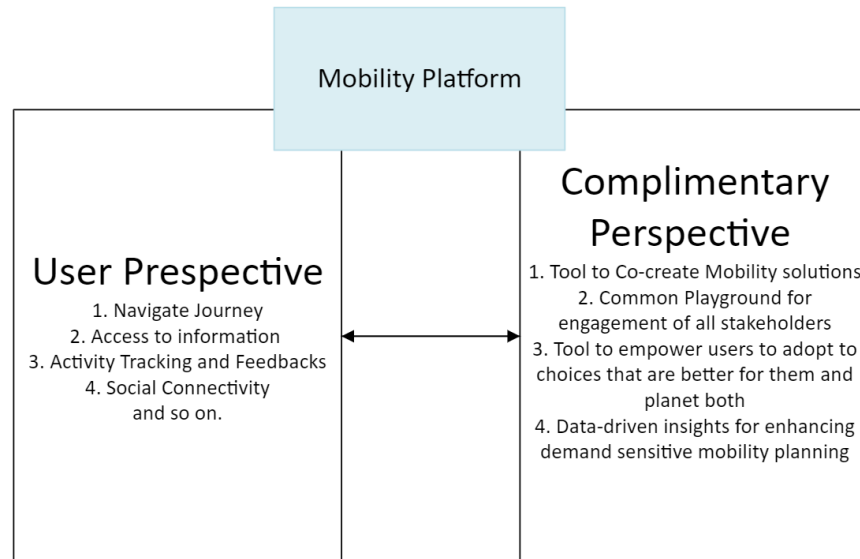 Mobility Platform
User Prespective
1. Navigate Journey
2. Access to information
3. Activity Tracking and Feedbacks
4. Social Connectivity
and so on.
Complimentary
Perspective
1. Tool to Co-create Mobility solutions
2. Common Playground for
engagement of all stakeholders
3. Tool to empower users to adopt to
choices that are better for them and
planet both
4. Data-driven insights for enhancing
demand sensitive mobility planning